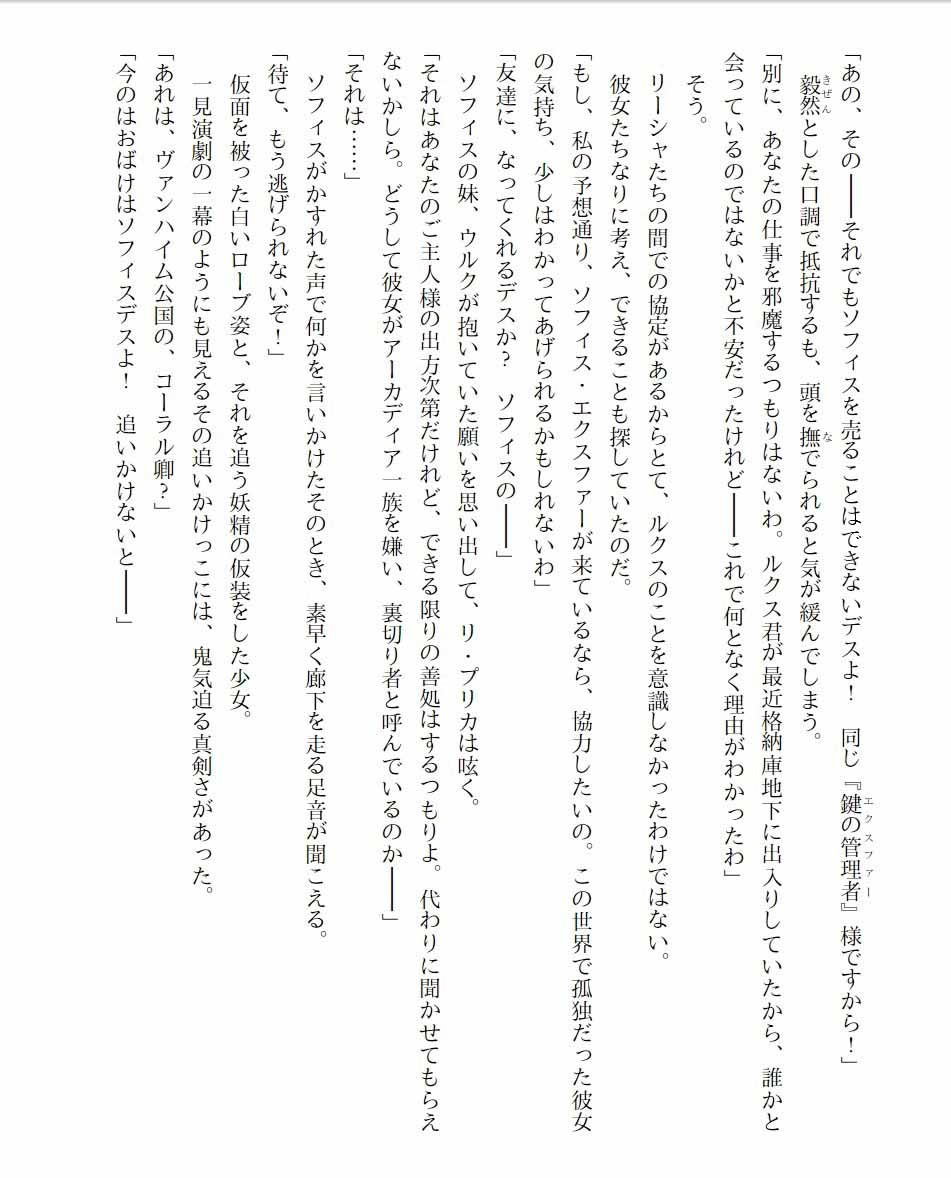 「あの、その――それでもソフィスを売ることはできないデスよ！　同じ『鍵の管理者』様ですから！」
毅然とした口調で抵抗するも、頭を撫でられると気が緩んでしまう。
「別に、あなたの仕事を邪魔するつもりはないわ。ルクス君が最近格納庫地下に出入りしていたから、誰かと
会っているのではないかと不安だったけれど――これで何となく理由がわかったわ」
そう。
リーシャたちの間での協定があるからとて、ルクスのことを意識しなかったわけではない。
彼女たちなりに考え、できることも探していたのだ。
「もし、私の予想通り、ソフィス・エクスファーが来ているなら、協力したいの。この世界で孤独だった彼女
の気持ち、少しはわかってあげられるかもしれないわ」
「友達に、なってくれるデスか？　ソフィスの――」
ソフィスの妹、ウルクが抱いていた願いを思い出して、リ・プリカは呟く。
「それはあなたのご主人様の出方次第だけれど、できる限りの善処はするつもりよ。代わりに聞かせてもらえ
ないかしら。どうして彼女がアーカディア一族を嫌い、裏切り者と呼んでいるのか――」
「それは……」
ソフィスがかすれた声で何かを言いかけたそのとき、素早く廊下を走る足音が聞こえる。
「待て、もう逃げられないぞ！」
仮面を被った白いローブ姿と、それを追う妖精の仮装をした少女。
一見演劇の一幕のようにも見えるその追いかけっこには、鬼気迫る真剣さがあった。
「あれは、ヴァンハイム公国の、コーラル卿？」
「今のはおばけはソフィスデスよ！　追いかけないと――」